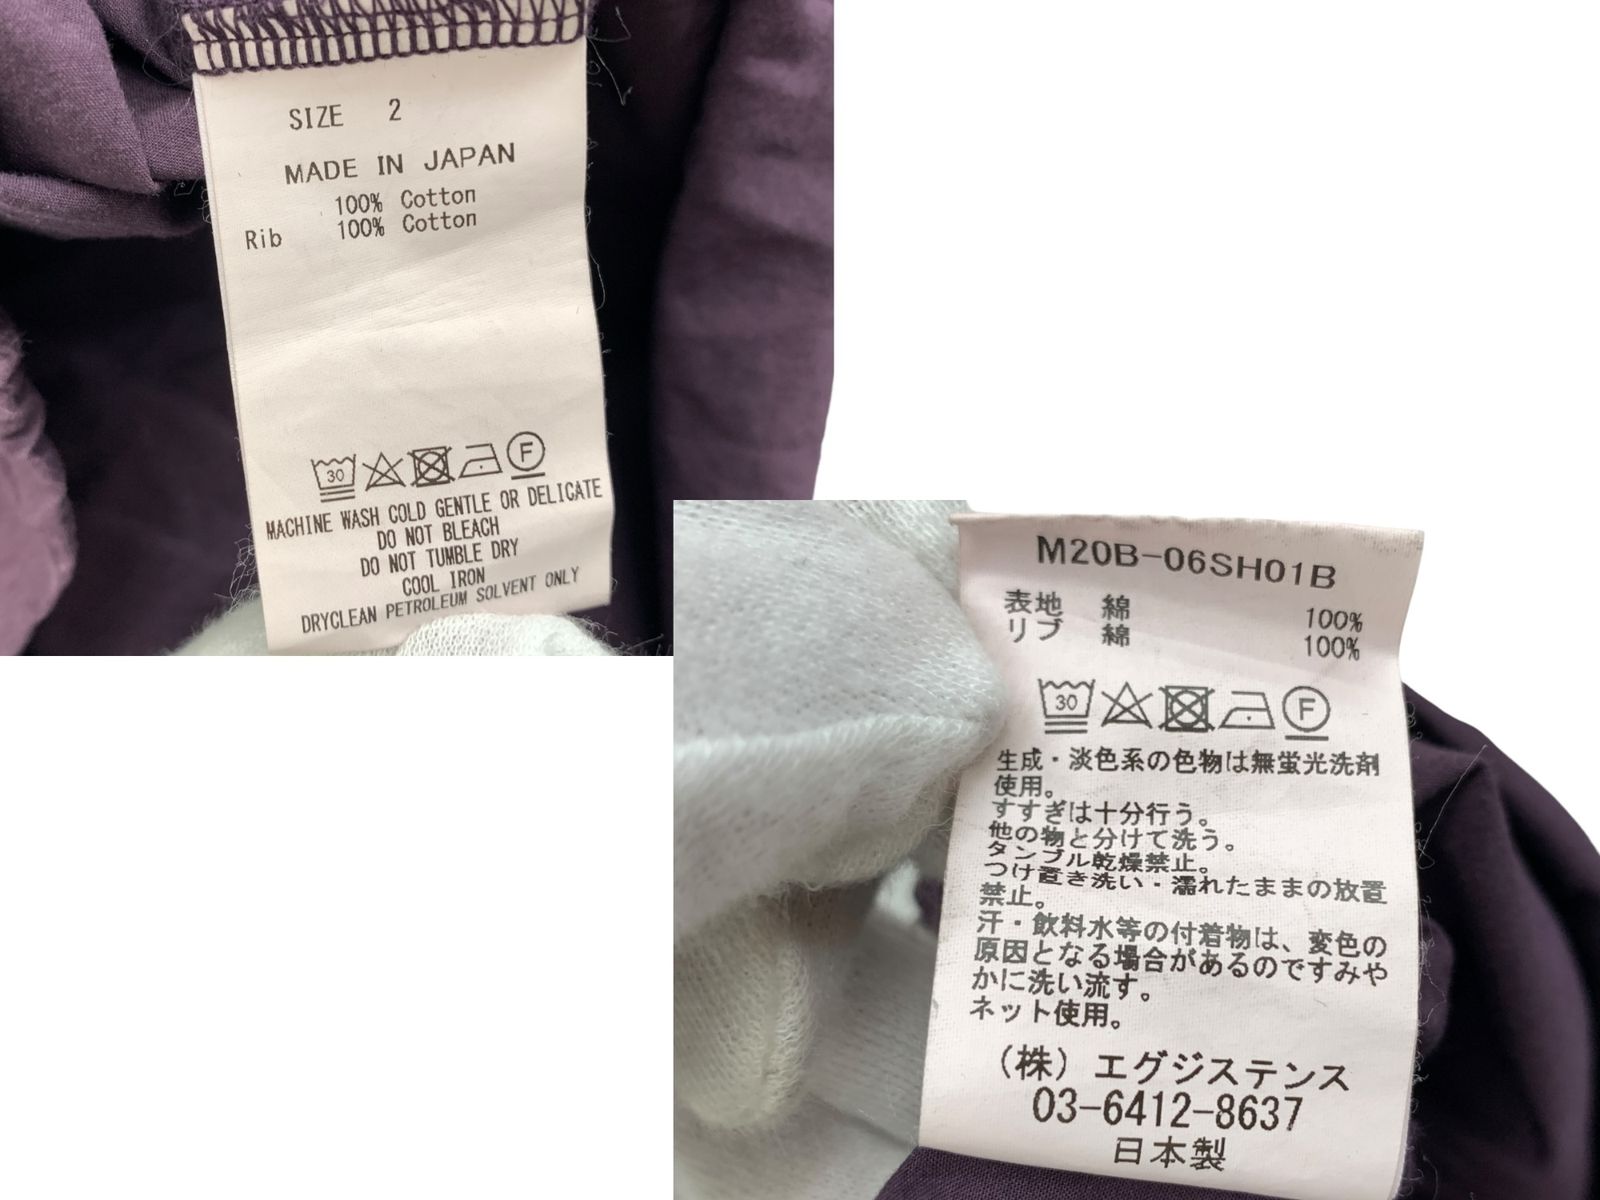 SIZE 2
MADE IN JAPAN
100% Cotton
Rib 100% Cotton
30 F
MACHINE WASH COLD GENTLE OR DELICATE
DO NOT BLEACH
DO NOT TUMBLE DRY
COOL IRON
DRYCLEAN PETROLEUM SOLVENT ONLY
M20B-06SH01B
表地 綿 100%
リブ 綿 100%
30 F
生成・淡色系の色物は無蛍光洗剤
使用。
すすぎは十分行う。
他の物と分けて洗う。
タンブル乾燥禁止。
つけ置き洗い・濡れたままの放置
禁止。
汗・飲料水等の付着物は、変色の
原因となる場合があるのですみや
かに洗い流す。
ネット使用。
（株）エグジステンス
03-6412-8637
日本製